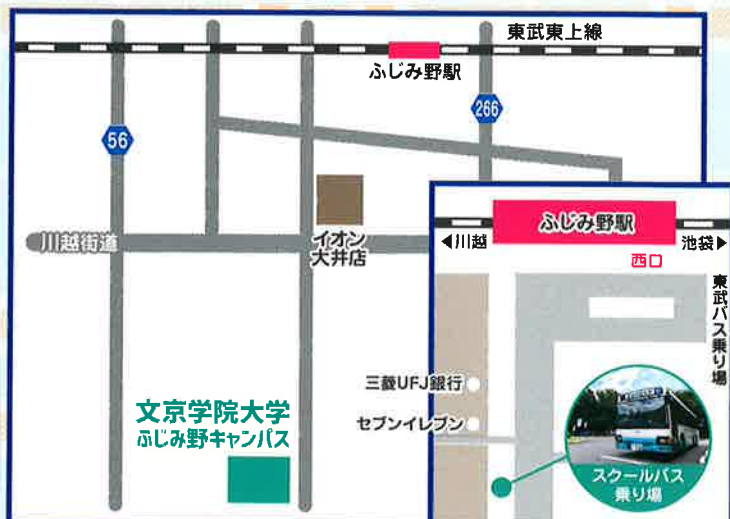 東武東上線
ふじみ野駅
266
56
川越街道
イオン
大井店
文京学院大学
ふじみ野キャンパス
ふじみ野駅
◀川越
池袋▶
西口
東武バス乗り場
三菱UFJ銀行
セブンイレブン
スクールバス
乗り場